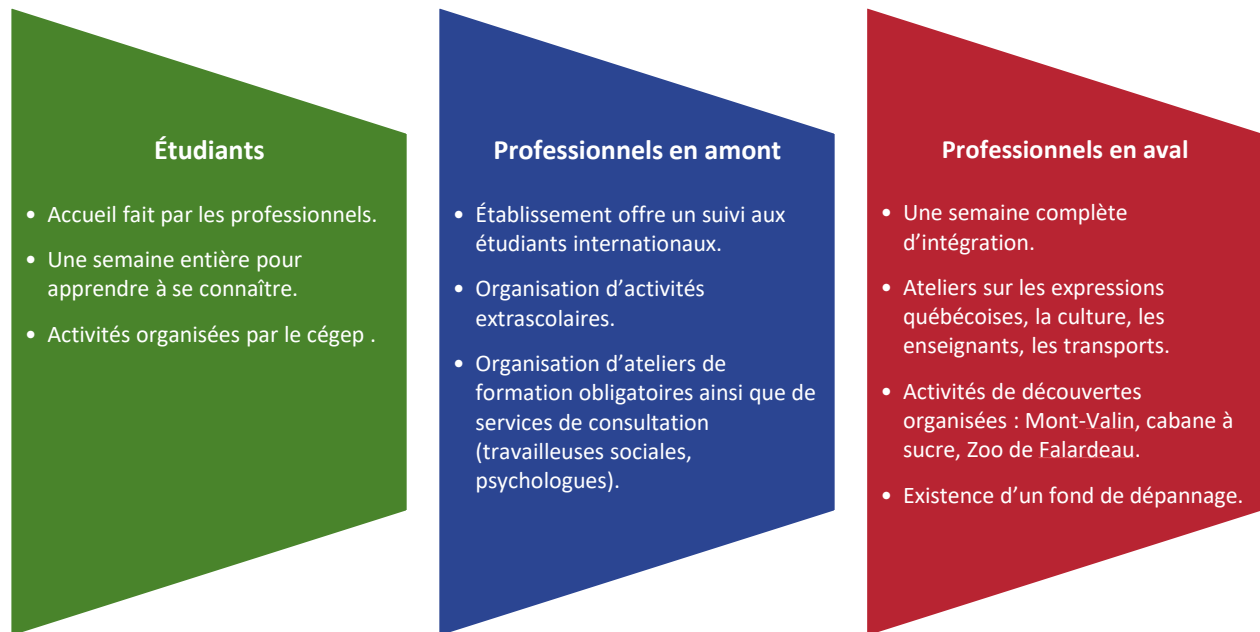 Étudiants
• Accueil fait par les professionnels.
• Une semaine entière pour
apprendre à se connaître.
• Activités organisées par le cégep .
Professionnels en amont
• Établissement offre un suivi aux
étudiants internationaux.
• Organisation d’activités
extrascolaires.
• Organisation d’ateliers de
formation obligatoires ainsi que de
services de consultation
(travailleuses sociales,
psychologues).
Professionnels en aval
• Une semaine complète
d’intégration.
• Ateliers sur les expressions
québécoises, la culture, les
enseignants, les transports.
• Activités de découvertes
organisées : Mont-Valin, cabane à
sucre, Zoo de Falardeau.
• Existence d’un fond de dépannage.